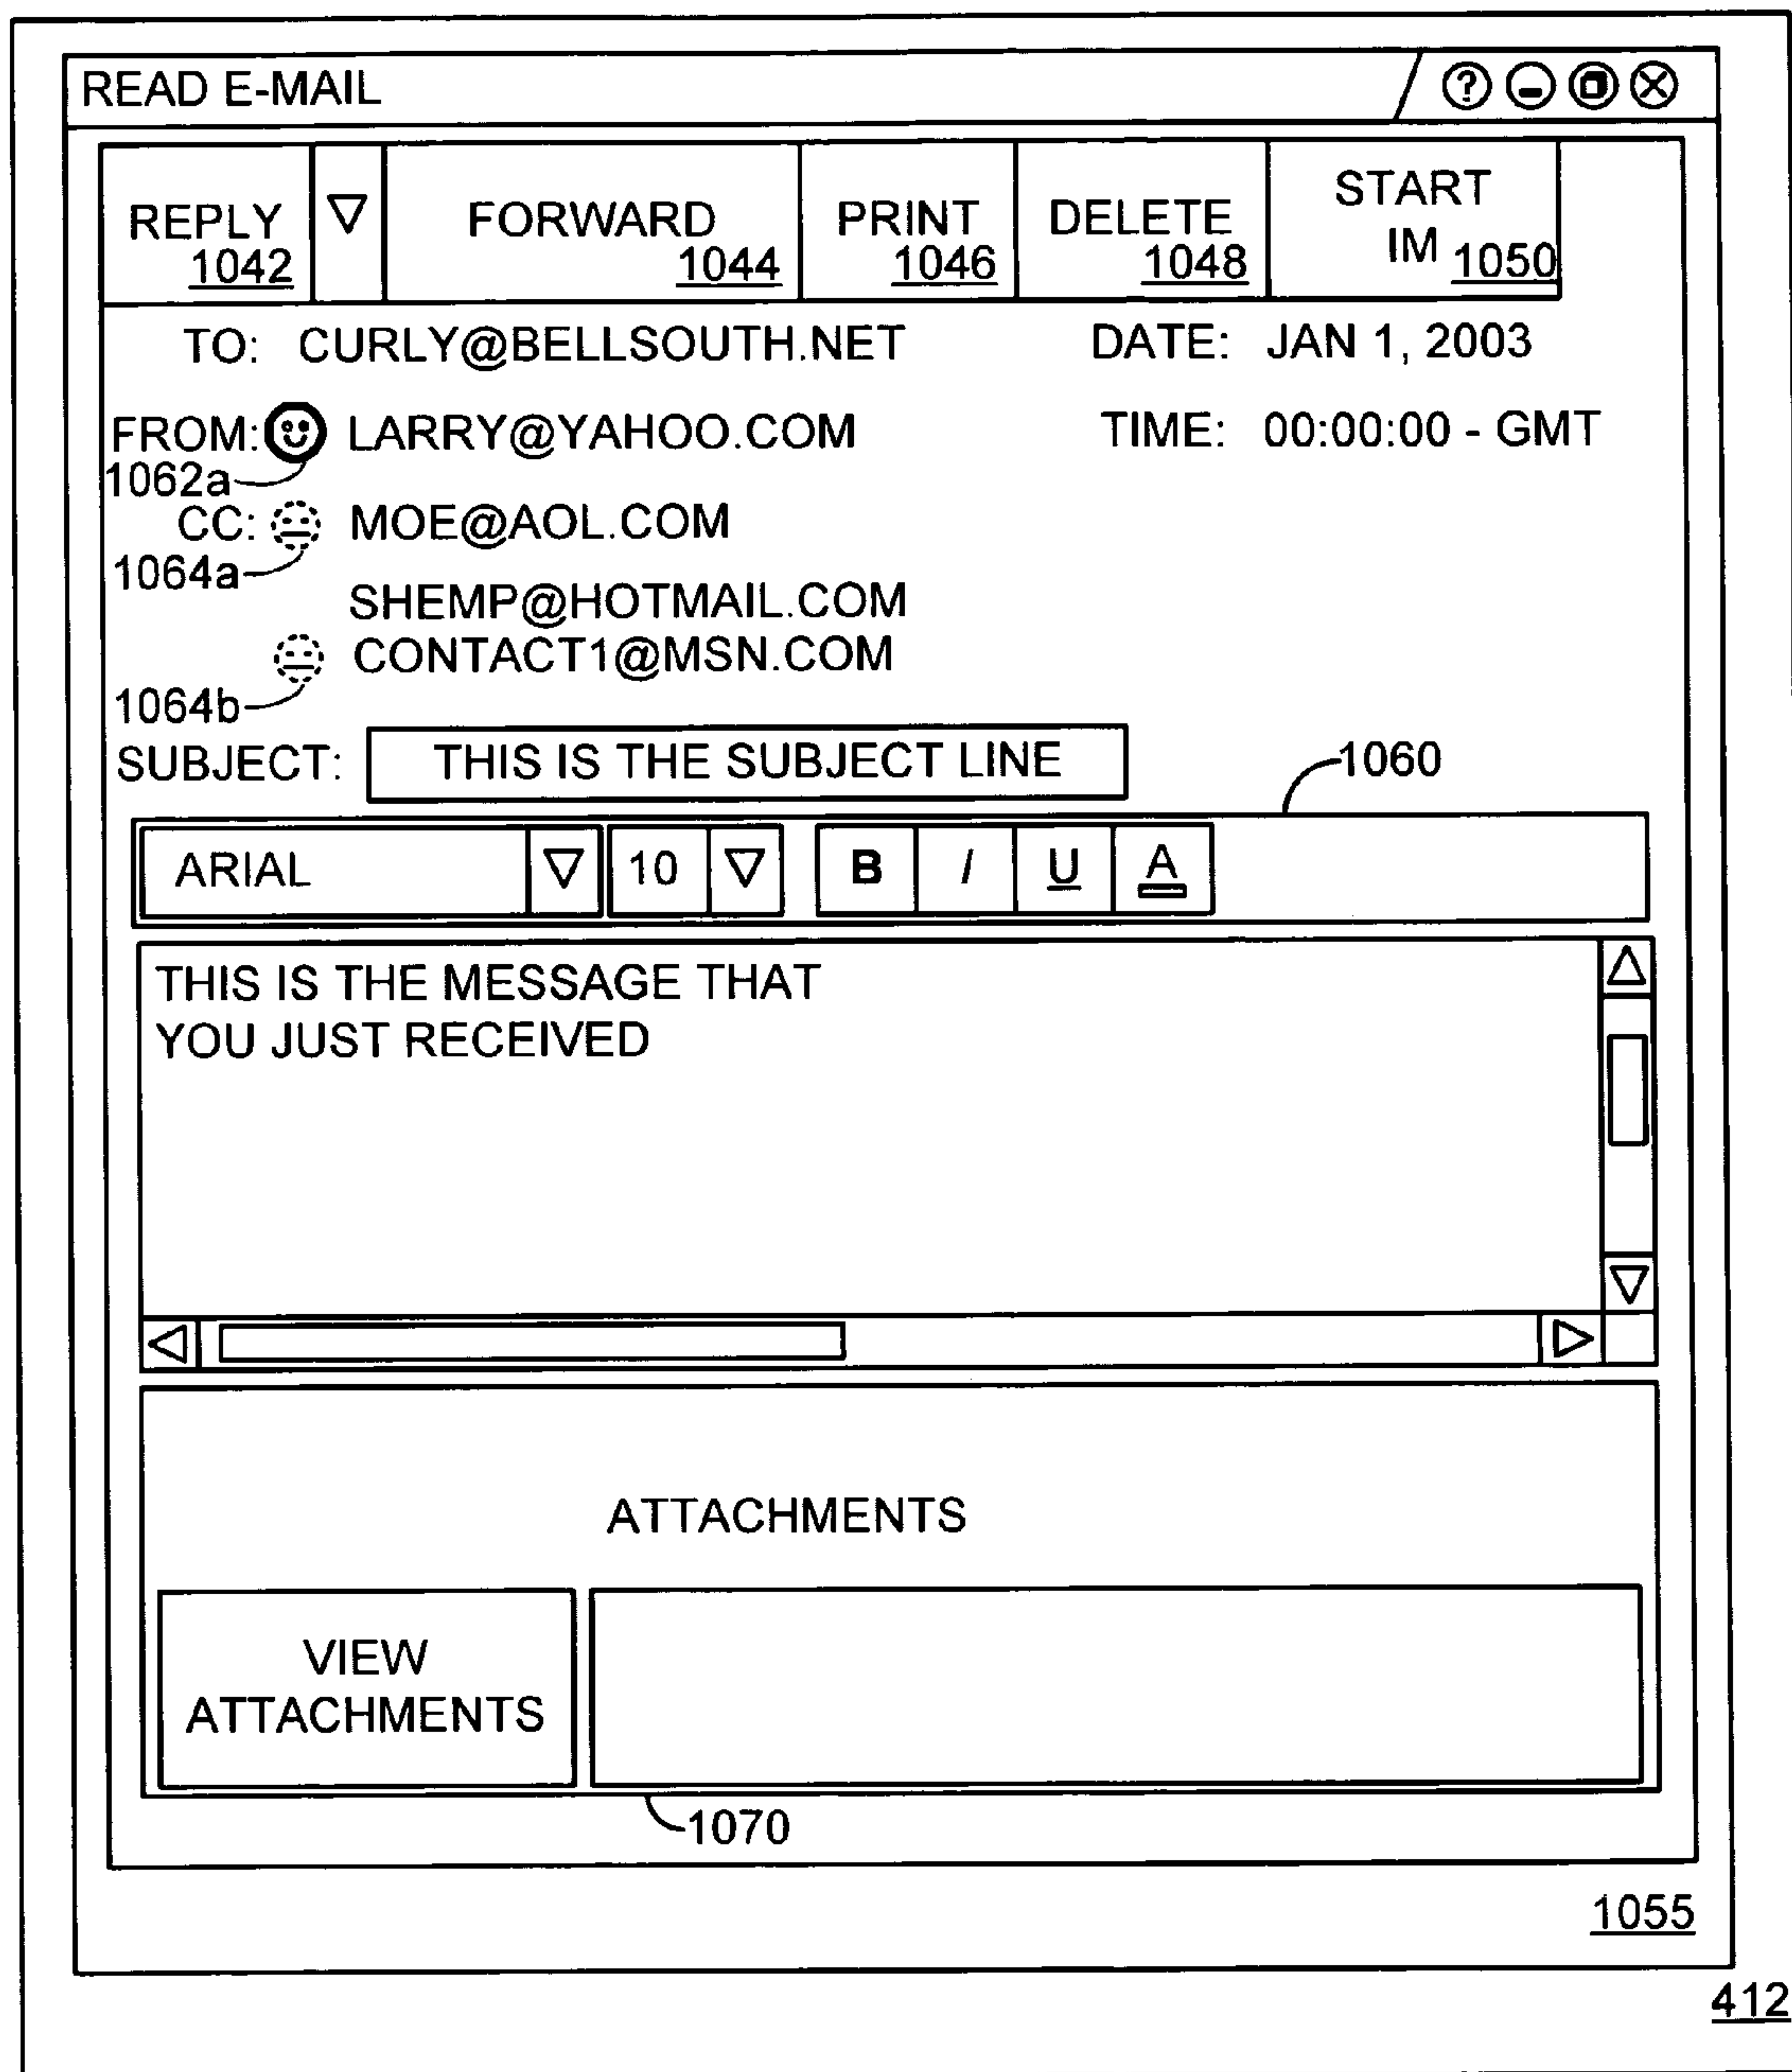 READ E-MAIL ?
REPLY 1042 FORWARD 1044 PRINT 1046 DELETE 1048 START IM 1050
TO: CURLY@BELLSOUTH.NET DATE: JAN 1, 2003
FROM: LARRY@YAHOO.COM TIME: 00:00:00 - GMT
1062a
CC: MOE@AOL.COM
1064a
SHEMP@HOTMAIL.COM
CONTACT1@MSN.COM
1064b
SUBJECT: THIS IS THE SUBJECT LINE 1060
ARIAL 10 B I U A
THIS IS THE MESSAGE THAT
YOU JUST RECEIVED
ATTACHMENTS
VIEW
ATTACHMENTS
1070
1055
412